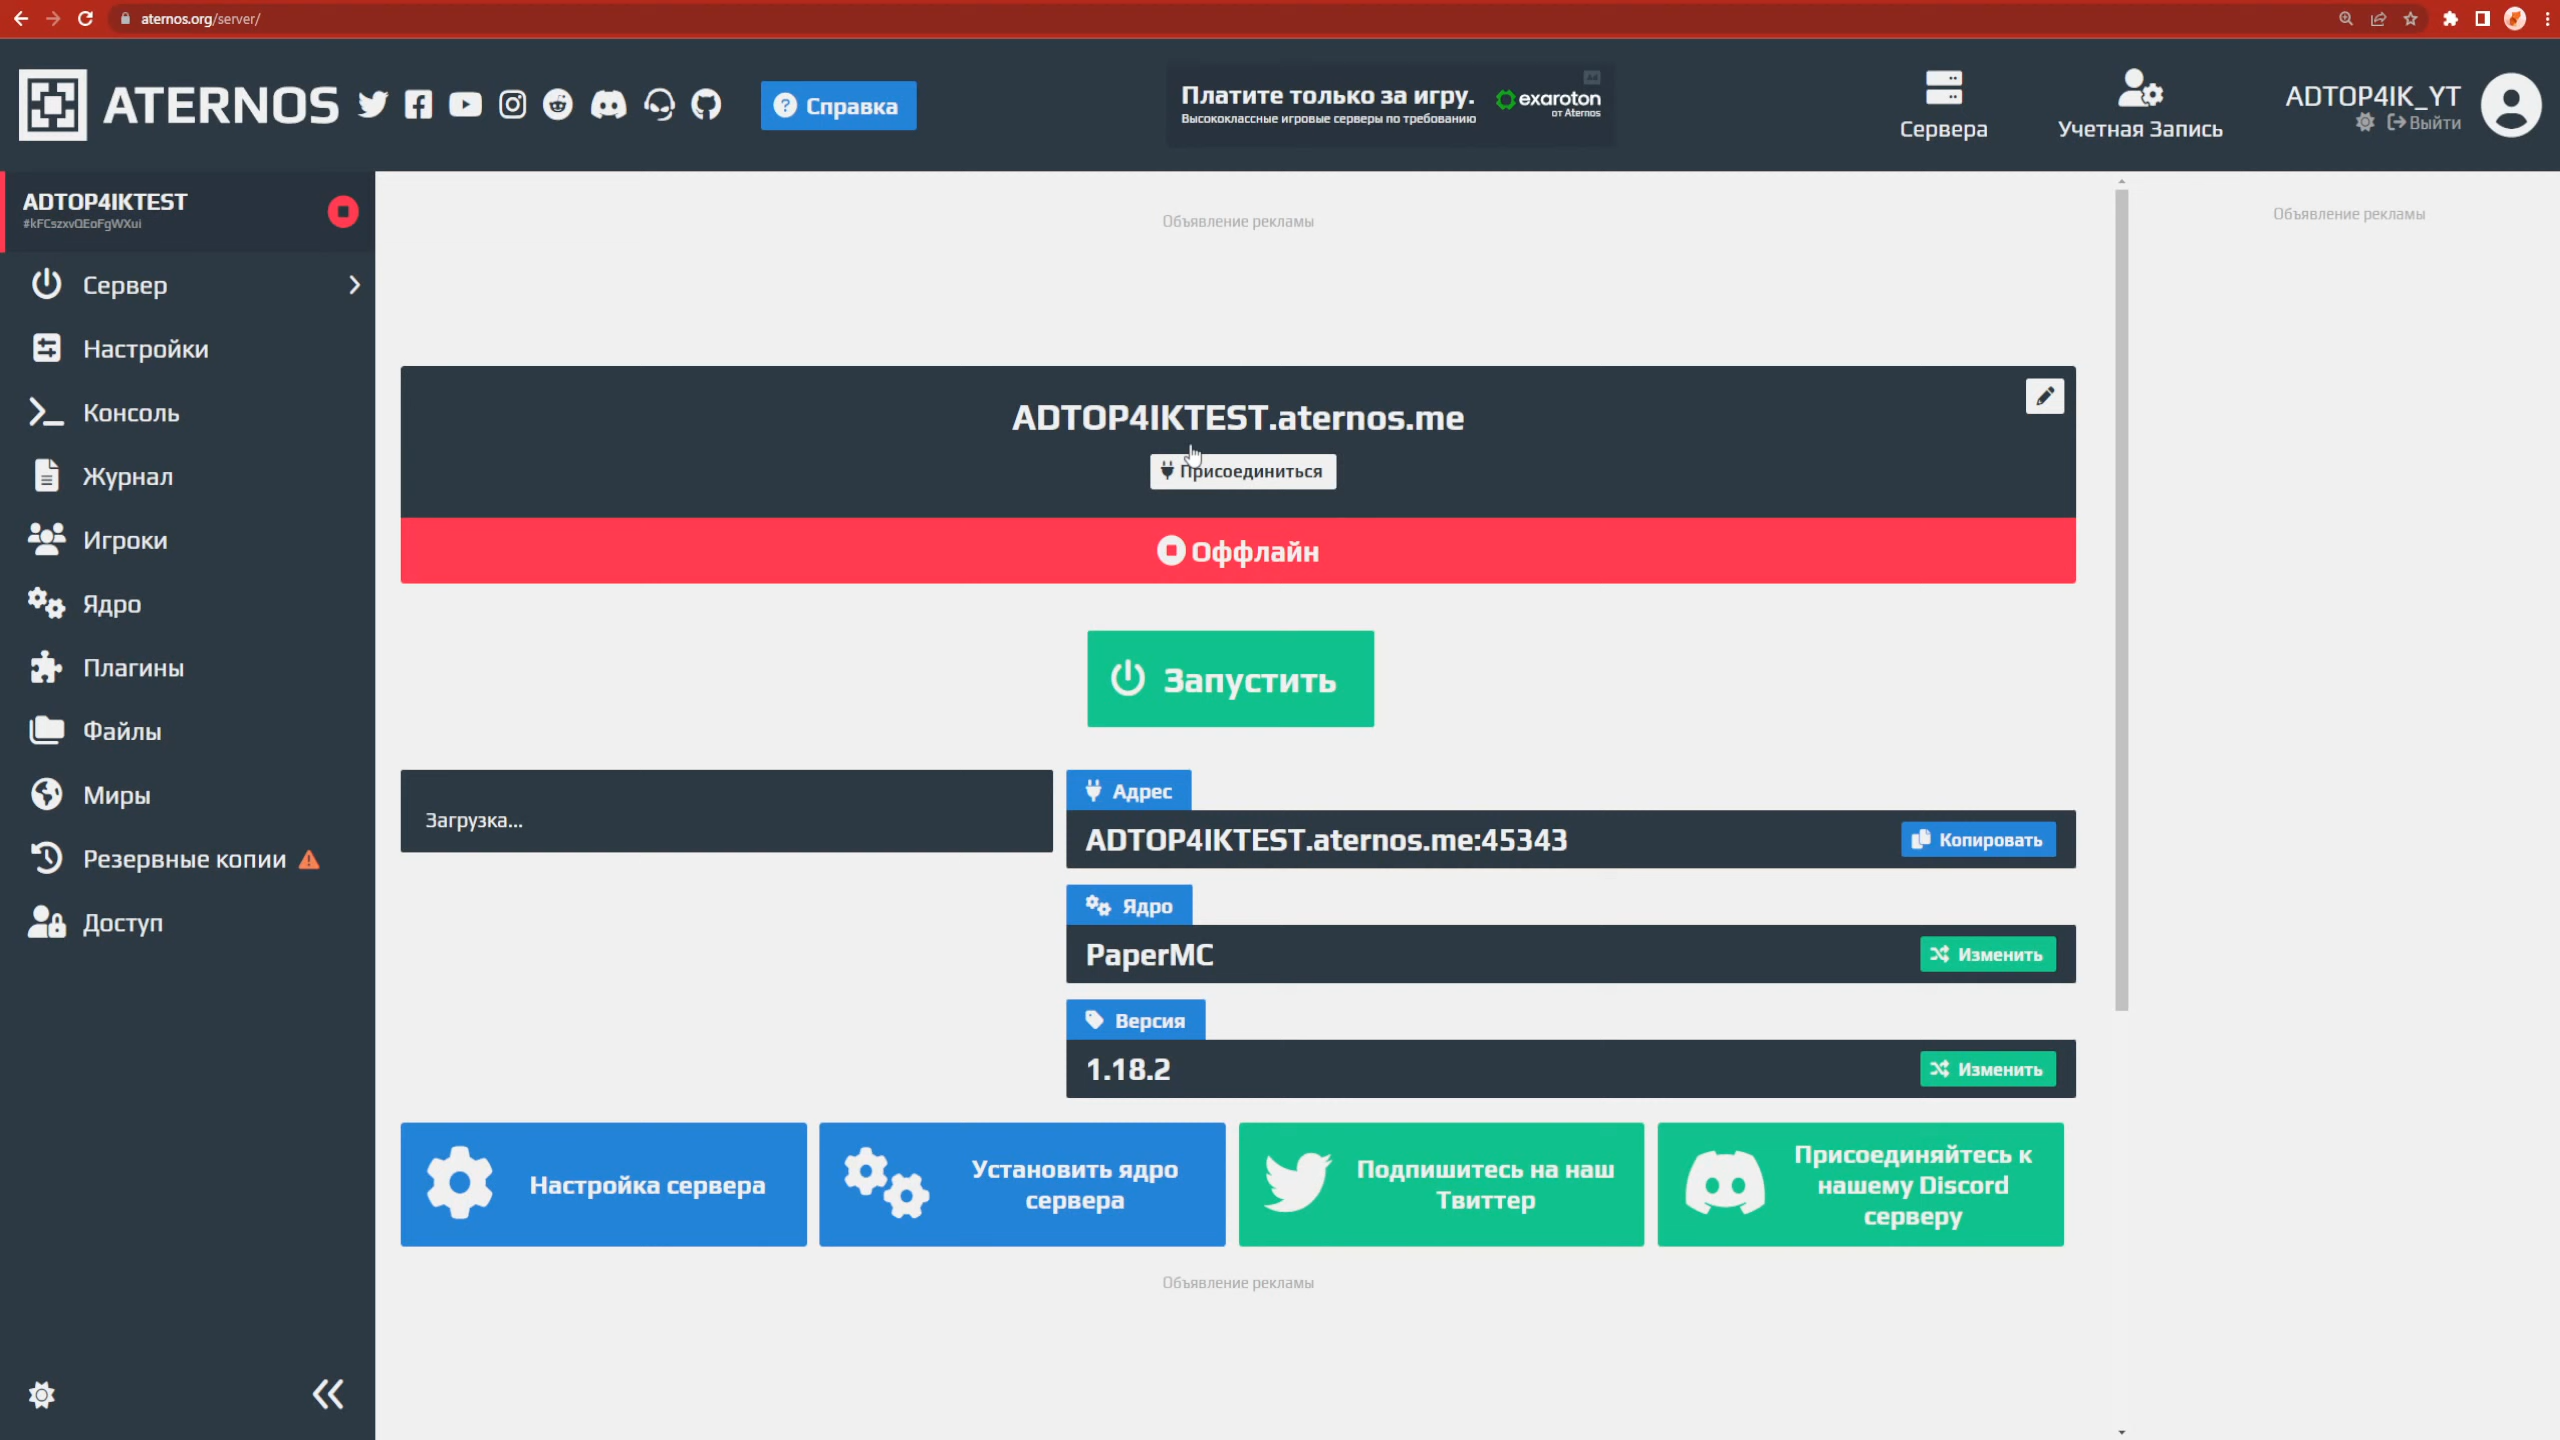 aternos.org/server/
ATERNOS
Справка
Платите только за игру.
Высококлассные игровые серверы по требованию
exaroton
от Aternos
Ad
Сервера
Учетная Запись
ADTOP4IK_YT
Выйти
ADTOP4IKTEST
#kFCszxvQEoFgWXui
Сервер
Настройки
Консоль
Журнал
Игроки
Ядро
Плагины
Файлы
Миры
Резервные копии
Доступ
Объявление рекламы
Объявление рекламы
ADTOP4IKTEST.aternos.me
Присоединиться
Оффлайн
Запустить
Загрузка...
Адрес
ADTOP4IKTEST.aternos.me:45343
Копировать
Ядро
PaperMC
Изменить
Версия
1.18.2
Изменить
Настройка сервера
Установить ядро
сервера
Подпишитесь на наш
Твиттер
Присоединяйтесь к
нашему Discord
серверу
Объявление рекламы